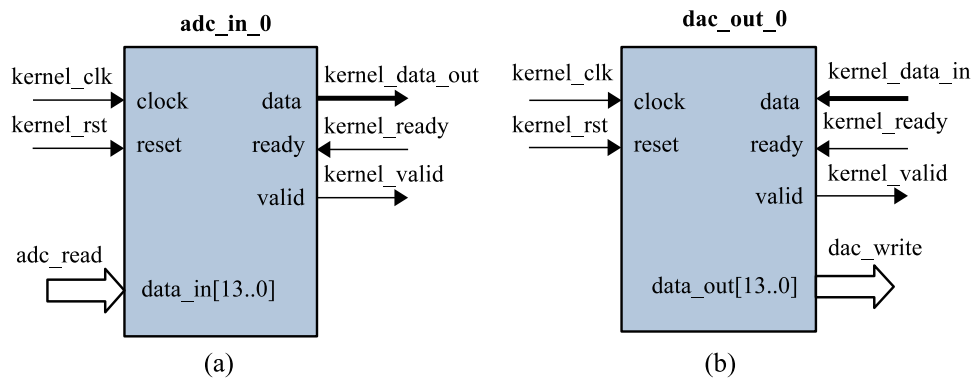 adc_in_0
kernel_clk
kernel_rst
clock
reset
data
ready
valid
kernel_data_out
kernel_ready
kernel_valid
adc_read
data_in[13..0]
(a)
dac_out_0
kernel_clk
kernel_rst
clock
reset
data
ready
valid
kernel_data_in
kernel_ready
kernel_valid
dac_write
data_out[13..0]
(b)